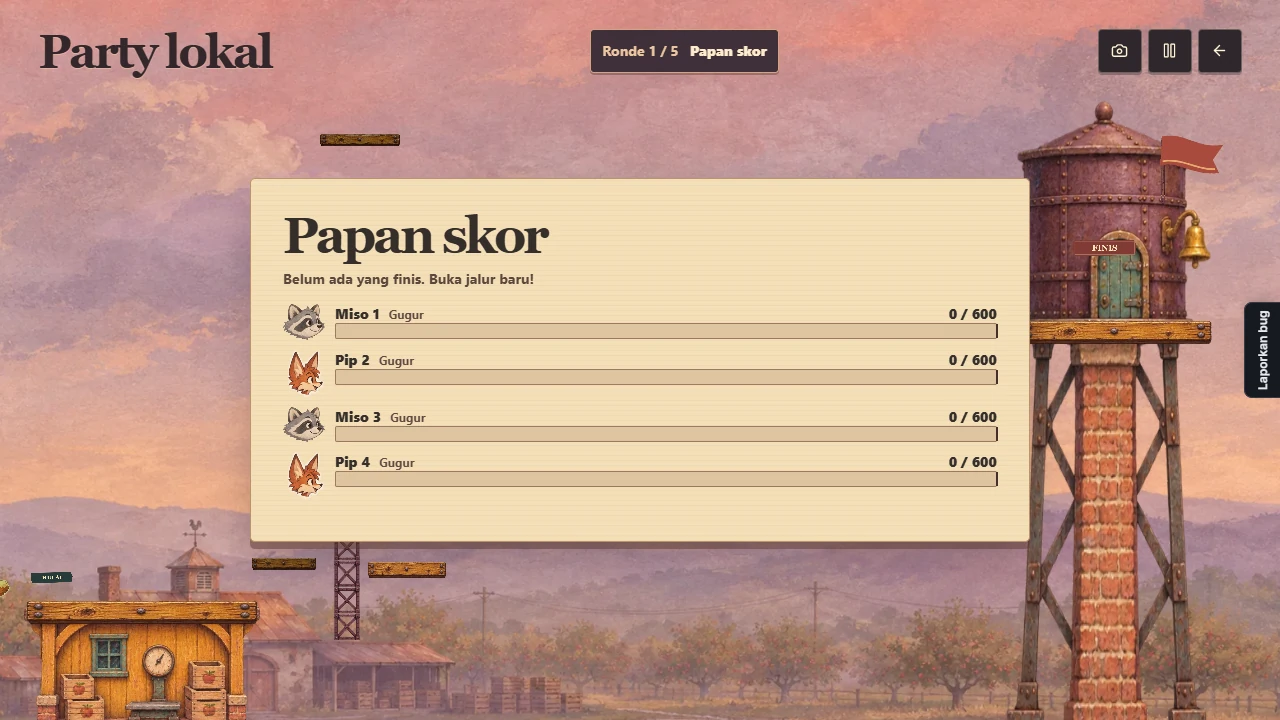 Party lokal
Ronde 1 / 5 Papan skor
FINIS
Papan skor
Belum ada yang finis. Buka jalur baru!
Miso 1 Gugur 0 / 600
Pip 2 Gugur 0 / 600
Miso 3 Gugur 0 / 600
Pip 4 Gugur 0 / 600
Laporkan bug